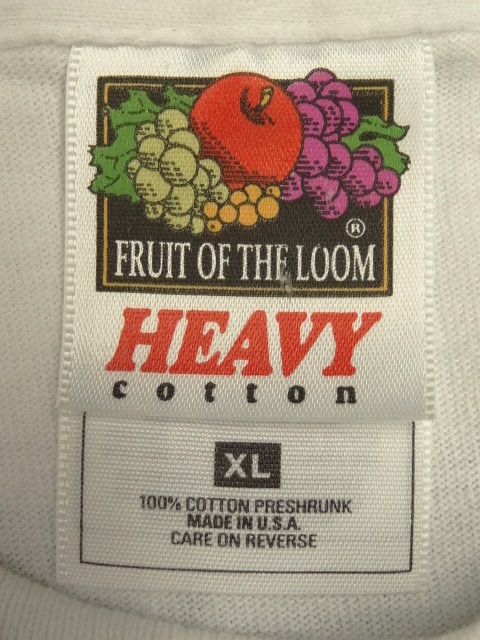 ®
FRUIT OF THE LOOM
HEAVY
cotton
XL
100% COTTON PRESHRUNK
MADE IN U.S.A.
CARE ON REVERSE